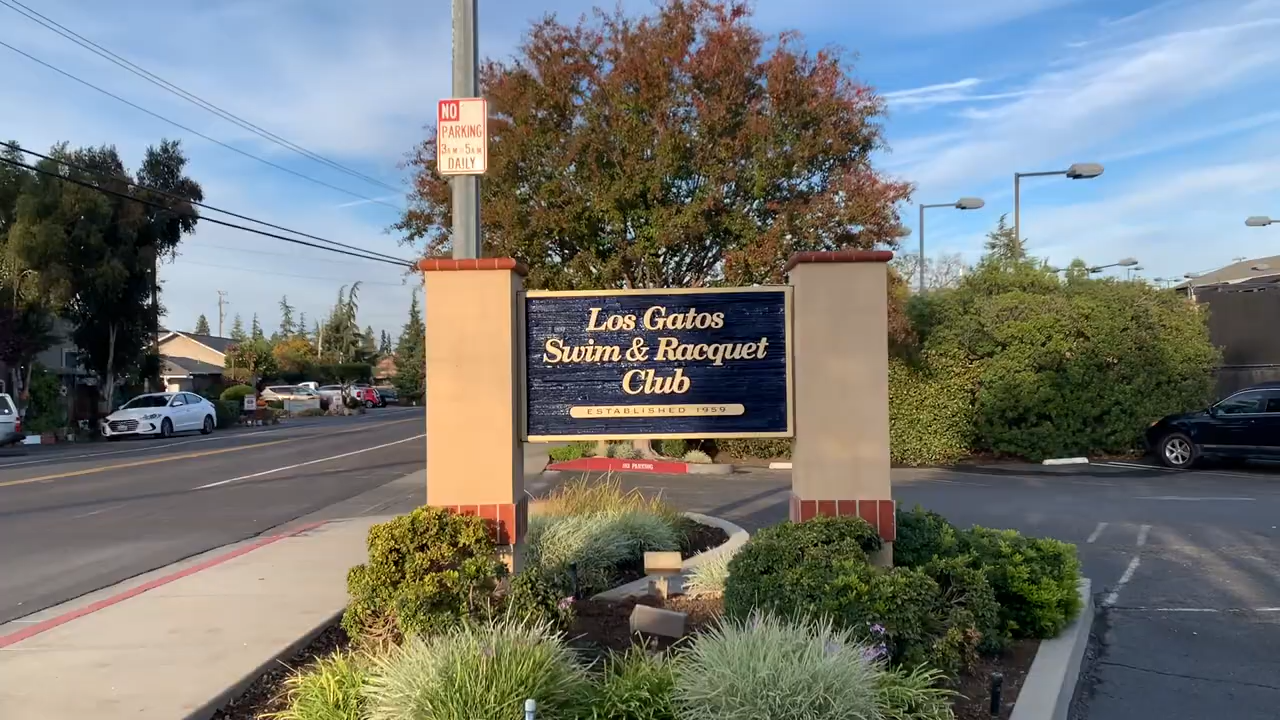 NO
PARKING
3AM 5AM
DAILY
Los Gatos
Swim & Racquet
Club
ESTABLISHED 1959
NO PARKING